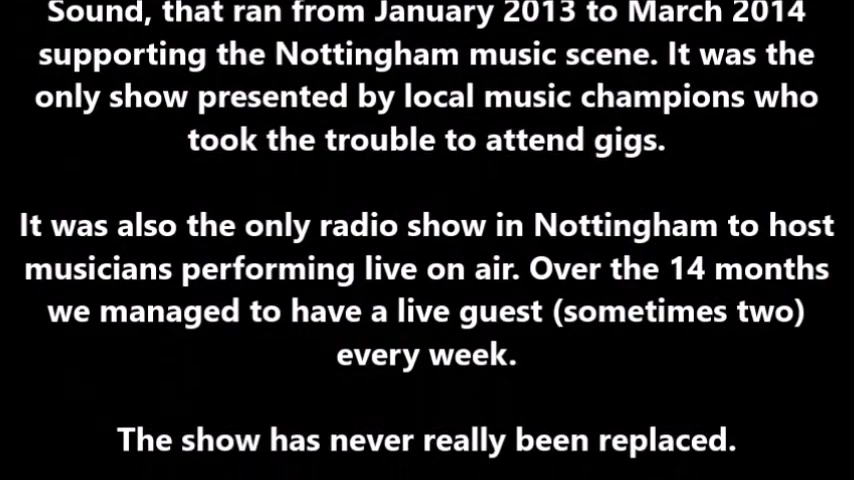 Sound, that ran from January 2013 to March 2014
supporting the Nottingham music scene. It was the
only show presented by local music champions who
took the trouble to attend gigs.
It was also the only radio show in Nottingham to host
musicians performing live on air. Over the 14 months
we managed to have a live guest (sometimes two)
every week.
The show has never really been replaced.